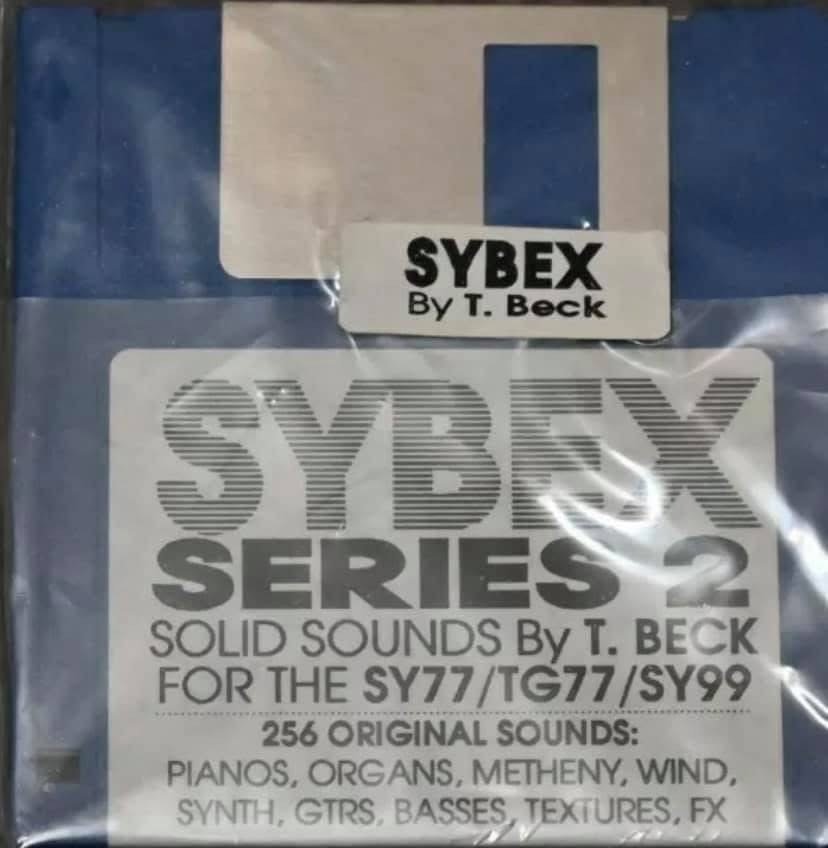 SYBEX
By T. Beck
SYBEX
SERIES 2
SOLID SOUNDS By T. BECK
FOR THE SY77/TG77/SY99
256 ORIGINAL SOUNDS:
PIANOS, ORGANS, METHENY, WIND,
SYNTH, GTRS, BASSES, TEXTURES, FX